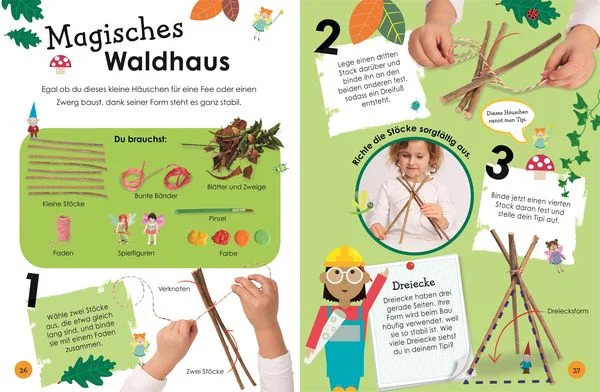 Magisches
Waldhaus
Egal ob du dieses kleine Häuschen für eine Fee oder einen
Zwerg baust, dank seiner Form steht es ganz stabil.
Du brauchst:
Kleine Stöcke
Bunte Bänder
Blätter und Zweige
Pinsel
Faden
Spielfiguren
Farbe
1
Wähle zwei Stöcke
aus, die etwa gleich
lang sind, und binde
sie mit einem Faden
zusammen.
Verknoten
Zwei Stöcke
26
2
Lege einen dritten
Stock darüber und
binde ihn an den
beiden anderen fest,
sodass ein Dreifuß
entsteht.
Dieses Häuschen
nennt man Tipi.
Richte die Stöcke sorgfältig aus.
3
Binde jetzt einen vierten
Stock daran fest und
stelle dein Tipi auf.
Dreiecke
Dreiecke haben drei
gerade Seiten. Ihre
Form wird beim Bau
häufig verwendet, weil
sie so stabil ist. Wie
viele Dreiecke siehst
du in deinem Tipi?
Dreiecksform
27